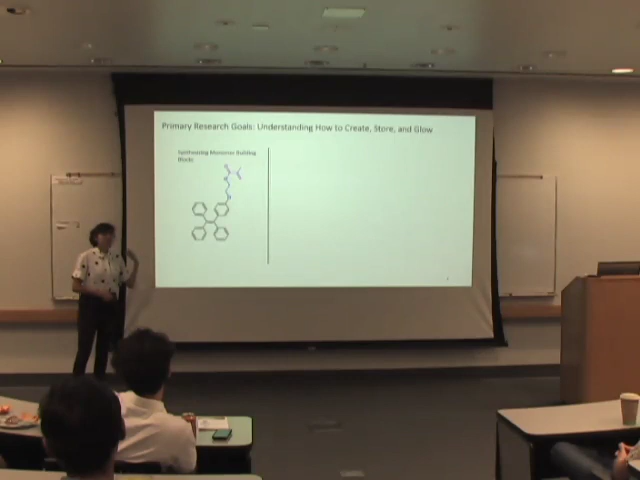 Primary Research Goals: Understanding How to Create, Store, and Glow
Synthesizing Monomer Building
Blocks